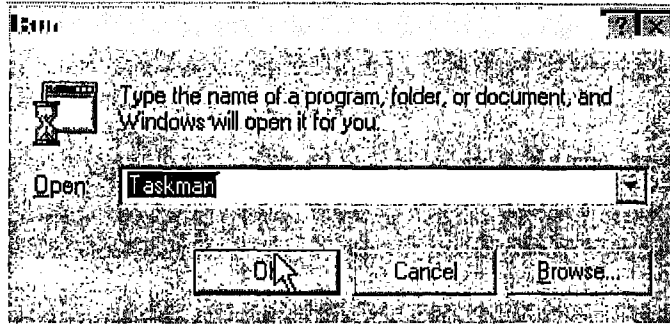 Run
? ×
Type the name of a program, folder, or document, and
Windows will open it for you.
Open: Taskman
OK Cancel Browse...